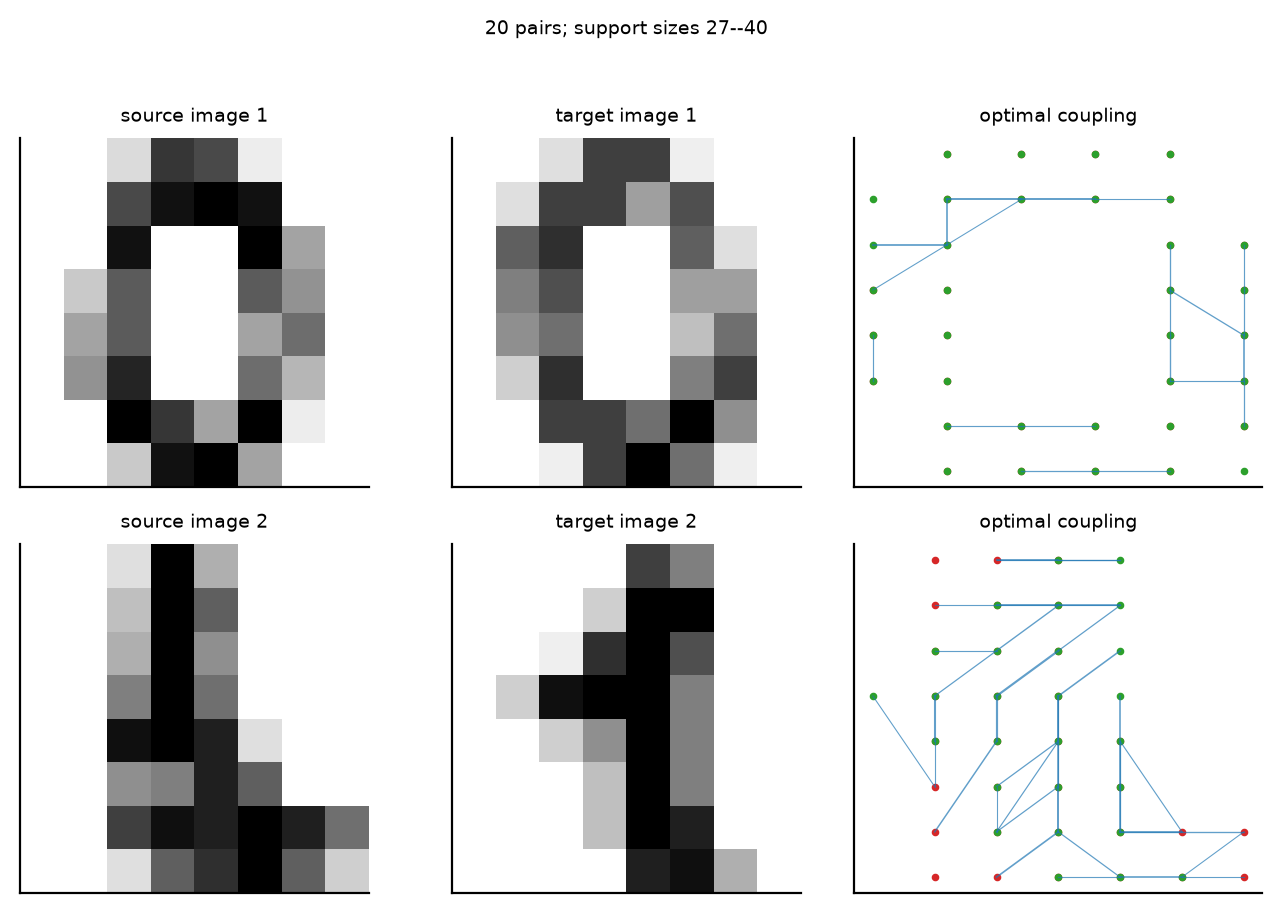 20 pairs; support sizes 27--40
source image 1
target image 1
optimal coupling
source image 2
target image 2
optimal coupling